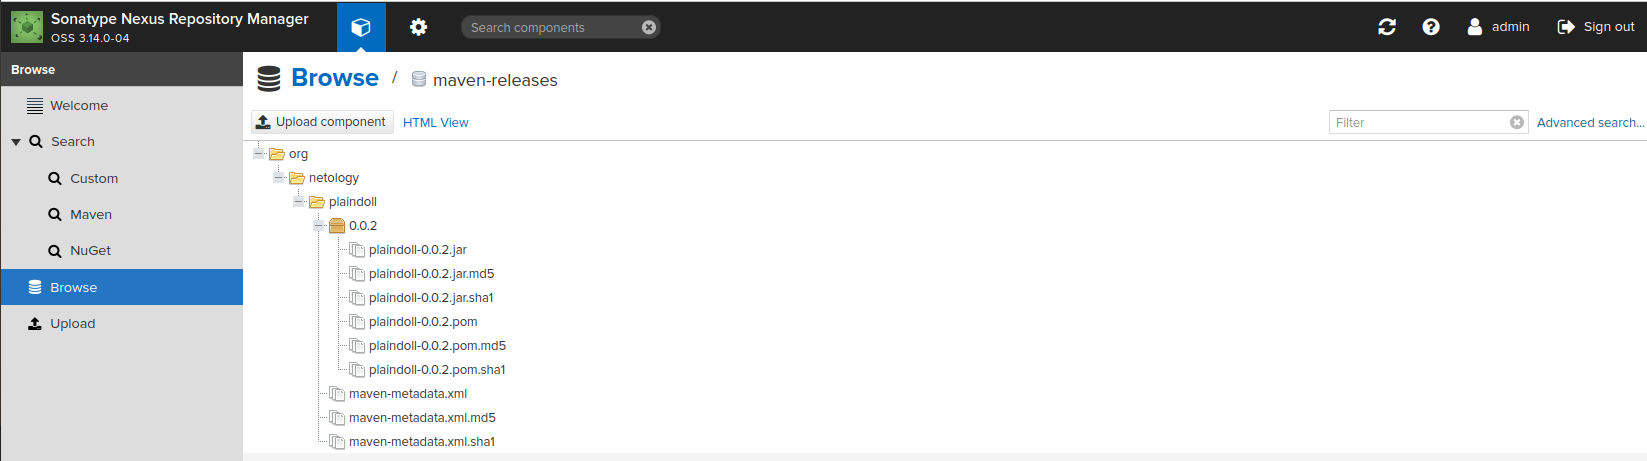 Sonatype Nexus Repository Manager
OSS 3.14.0-04
Search components
admin
Sign out
Browse
Welcome
Search
Custom
Maven
NuGet
Browse
Upload
Browse / maven-releases
Upload component
HTML View
Filter
Advanced search...
org
netology
plaindoll
0.0.2
plaindoll-0.0.2.jar
plaindoll-0.0.2.jar.md5
plaindoll-0.0.2.jar.sha1
plaindoll-0.0.2.pom
plaindoll-0.0.2.pom.md5
plaindoll-0.0.2.pom.sha1
maven-metadata.xml
maven-metadata.xml.md5
maven-metadata.xml.sha1